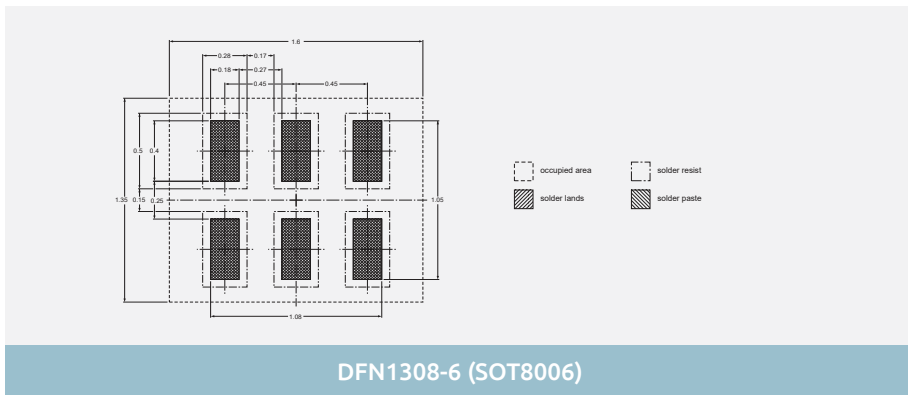 1.6
0.28 0.17
0.18 0.27
0.45 0.45
0.5 0.4
1.35 0.15 0.25 1.05
1.08
occupied area solder resist
solder lands solder paste
DFN1308-6 (SOT8006)